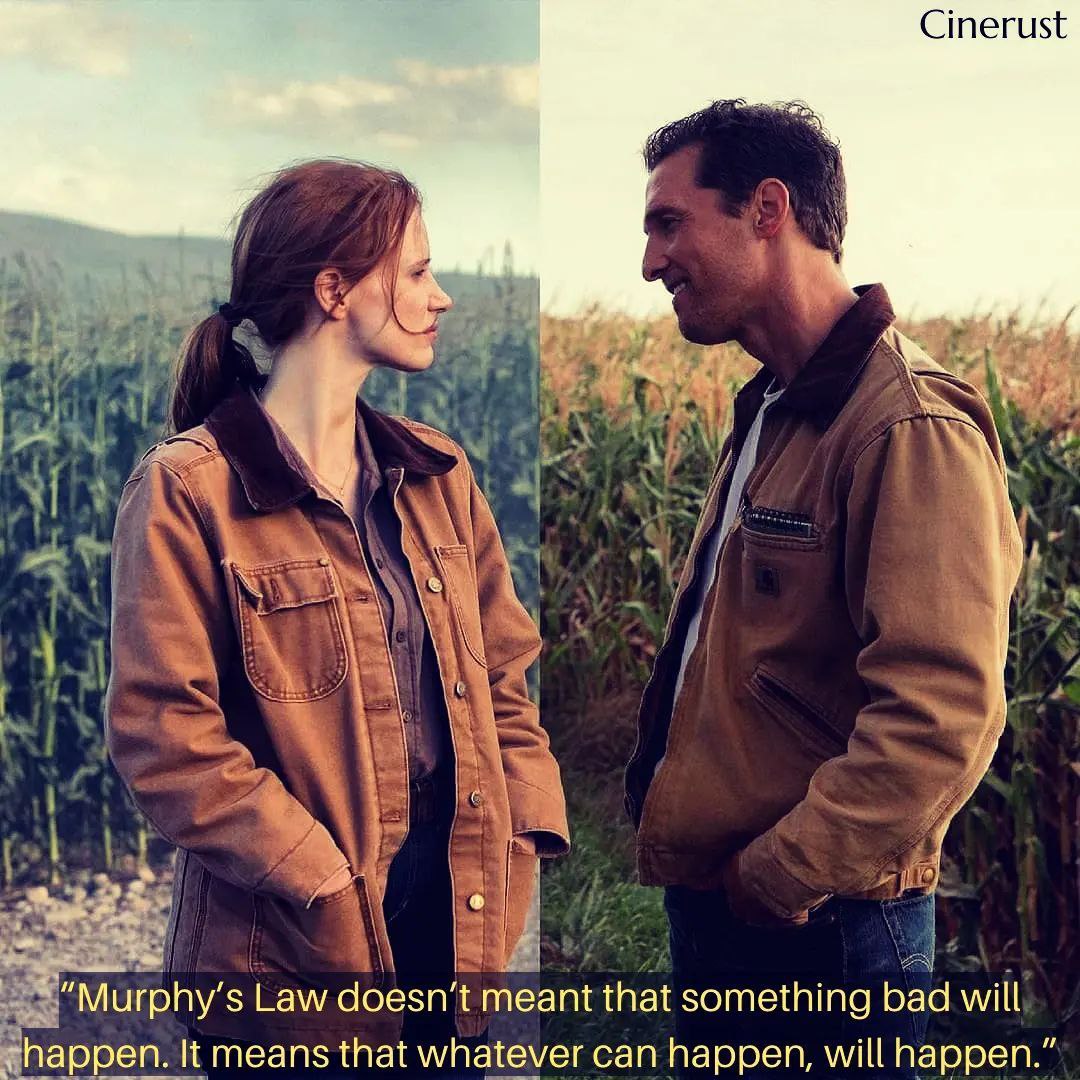 Cinerust
“Murphy’s Law doesn’t meant that something bad will
happen. It means that whatever can happen, will happen.”